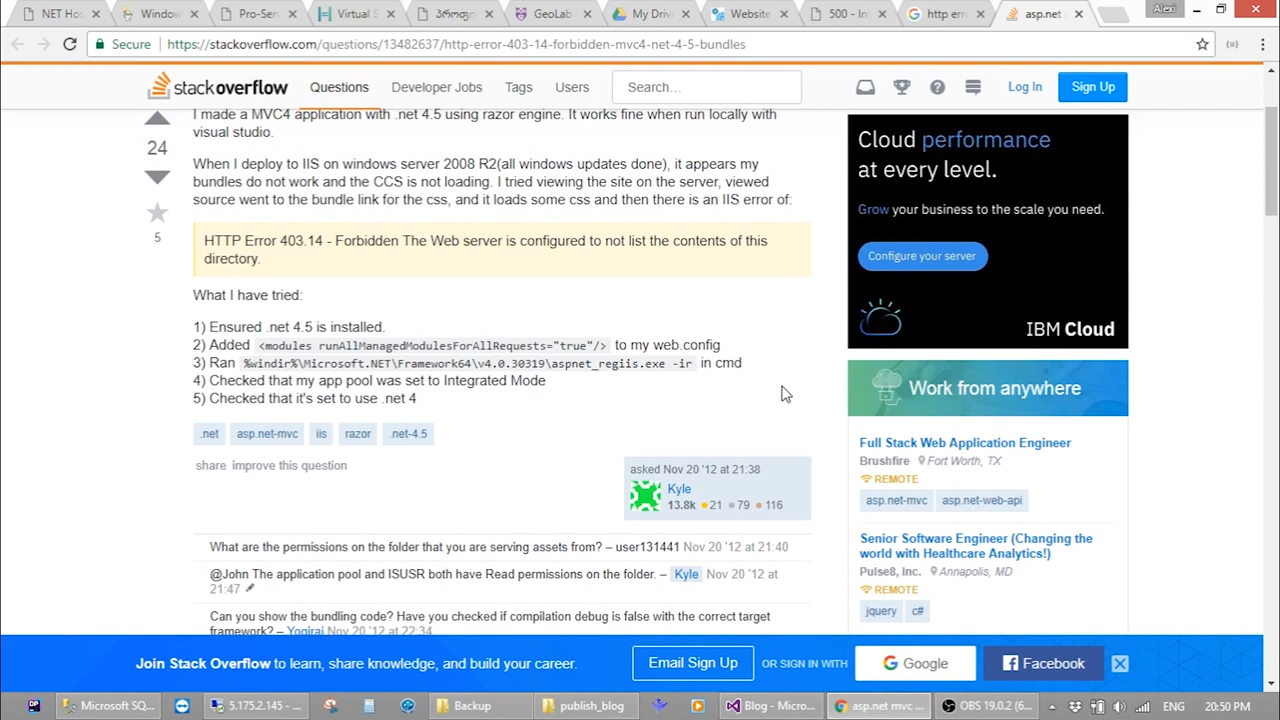 NET Hos
Window
Pro-Ser
Virtual S
GeoLab
My Driv
Website
500 - Int
http err
asp.net
Alexi
Secure
https://stackoverflow.com/questions/13482637/http-error-403-14-forbidden-mvc4-net-4-5-bundles
stackoverflow
Questions
Developer Jobs
Tags
Users
Search...
Log In
Sign Up
I made a MVC4 application with .net 4.5 using razor engine. It works fine when run locally with
visual studio.
24
When I deploy to IIS on windows server 2008 R2(all windows updates done), it appears my
bundles do not work and the CCS is not loading. I tried viewing the site on the server, viewed
source went to the bundle link for the css, and it loads some css and then there is an IIS error of:
5
HTTP Error 403.14 - Forbidden The Web server is configured to not list the contents of this
directory.
What I have tried:
1) Ensured .net 4.5 is installed.
2) Added <modules runAllManagedModulesForAllRequests="true"/> to my web.config
3) Ran %windir%\Microsoft.NET\Framework64\v4.0.30319\aspnet_regiis.exe -ir in cmd
4) Checked that my app pool was set to Integrated Mode
5) Checked that it's set to use .net 4
.net
asp.net-mvc
iis
razor
.net-4.5
share improve this question
asked Nov 20 '12 at 21:38
Kyle
13.8k 21 79 116
What are the permissions on the folder that you are serving assets from? – user131441 Nov 20 '12 at 21:40
@John The application pool and ISUSR both have Read permissions on the folder. – Kyle Nov 20 '12 at
21:47
Can you show the bundling code? Have you checked if compilation debug is false with the correct target
framework? – Yogiraj Nov 20 '12 at 22:34
Cloud performance
at every level.
Grow your business to the scale you need.
Configure your server
IBM Cloud
Work from anywhere
Full Stack Web Application Engineer
Brushfire Fort Worth, TX
REMOTE
asp.net-mvc
asp.net-web-api
Senior Software Engineer (Changing the
world with Healthcare Analytics!)
Pulse8, Inc. Annapolis, MD
REMOTE
jquery
c#
Join Stack Overflow to learn, share knowledge, and build your career.
Email Sign Up
OR SIGN IN WITH
Google
Facebook
Microsoft SQ...
5.175.2.145 - ...
Backup
publish_blog
Blog - Micro...
asp.net mvc ...
OBS 19.0.2 (6...
ENG
20:50 PM